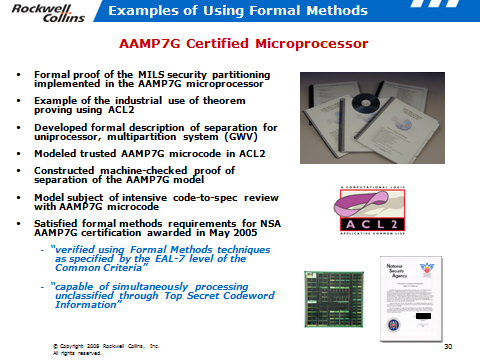 Rockwell
Collins
Examples of Using Formal Methods
AAMP7G Certified Microprocessor
• Formal proof of the MILS security partitioning
implemented in the AAMP7G microprocessor
• Example of the industrial use of theorem
proving using ACL2
• Developed formal description of separation for
uniprocessor, multipartition system (GWV)
• Modeled trusted AAMP7G microcode in ACL2
• Constructed machine-checked proof of
separation of the AAMP7G model
• Model subject of intensive code-to-spec review
with AAMP7G microcode
• Satisfied formal methods requirements for NSA
AAMP7G certification awarded in May 2005
- “verified using Formal Methods techniques
as specified by the EAL-7 level of the
Common Criteria”
- “capable of simultaneously processing
unclassified through Top Secret Codeword
Information”
A COMPUTATIONAL LOGIC
ACL2
APPLICATIVE COMMON LISP
National
Security
Agency
© Copyright 2008 Rockwell Collins, Inc.
All rights reserved.
30